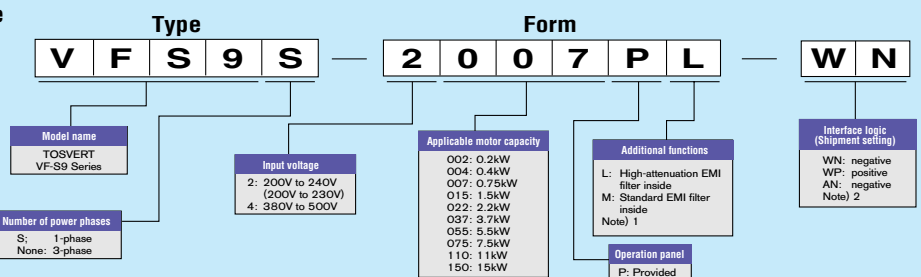 e
Type
Form
V F S 9 S — 2 0 0 7 P L — W N
Model name
TOSVERT
VF-S9 Series
Number of power phases
S; 1-phase
None: 3-phase
Input voltage
2: 200V to 240V
(200V to 230V)
4: 380V to 500V
Applicable motor capacity
002: 0.2kW
004: 0.4kW
007: 0.75kW
015: 1.5kW
022: 2.2kW
037: 3.7kW
055: 5.5kW
075: 7.5kW
110: 11kW
150: 15kW
Operation panel
P: Provided
Additional functions
L: High-attenuation EMI
filter inside
M: Standard EMI filter
inside
Note) 1
Interface logic
(Shipment setting)
WN: negative
WP: positive
AN: negative
Note) 2